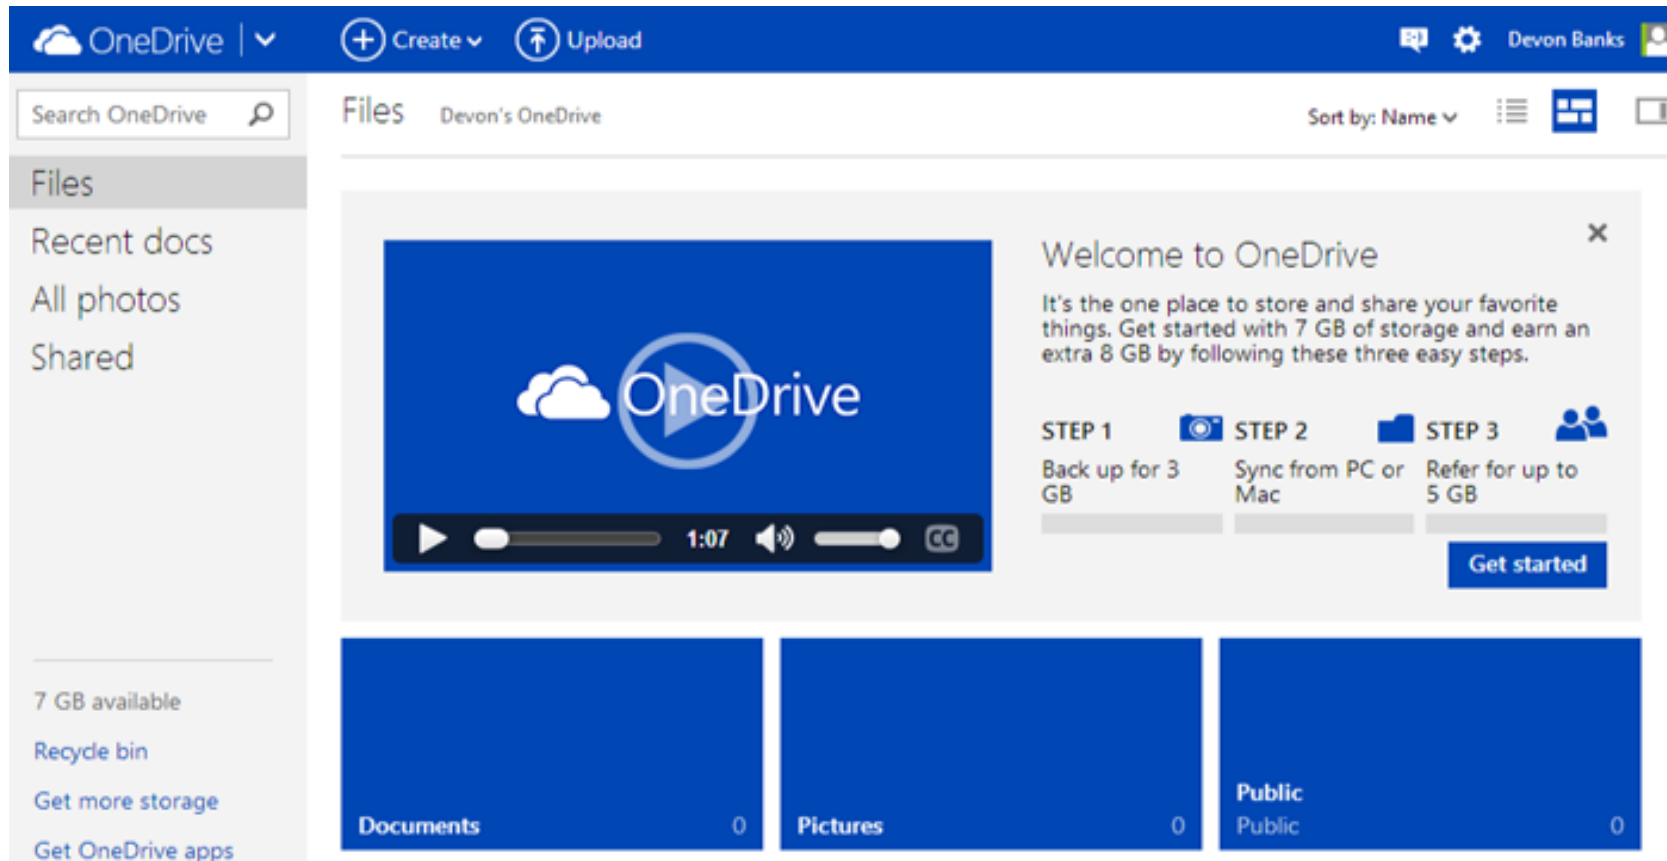 OneDrive
Create
Upload
Devon Banks
Search OneDrive
Files
Recent docs
All photos
Shared
7 GB available
Recycle bin
Get more storage
Get OneDrive apps
Files Devon's OneDrive
Sort by: Name
OneDrive
1:07
CC
Welcome to OneDrive
It's the one place to store and share your favorite
things. Get started with 7 GB of storage and earn an
extra 8 GB by following these three easy steps.
STEP 1
Back up for 3
GB
STEP 2
Sync from PC or
Mac
STEP 3
Refer for up to
5 GB
Get started
Documents 0
Pictures 0
Public
Public 0